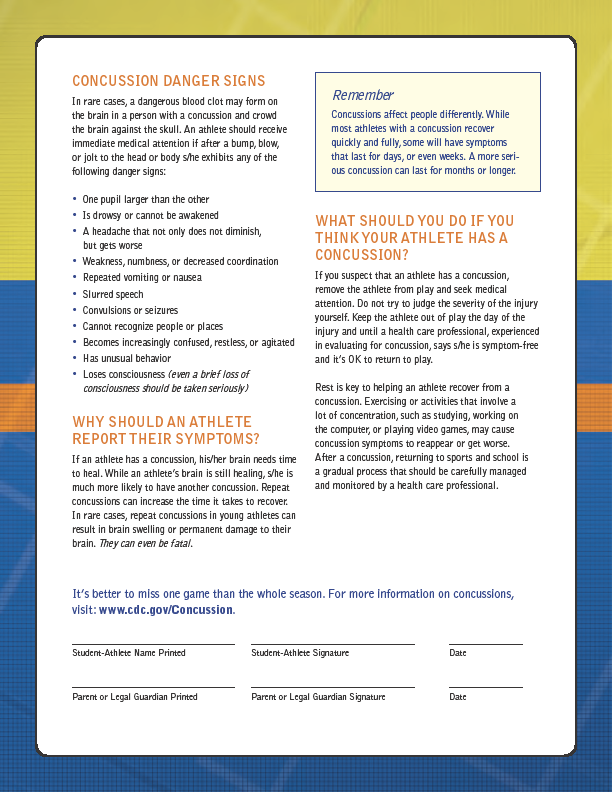 CONCUSSION DANGER SIGNS
In rare cases, a dangerous blood clot may form on
the brain in a person with a concussion and crowd
the brain against the skull. An athlete should receive
immediate medical attention if after a bump, blow,
or jolt to the head or body s/he exhibits any of the
following danger signs:
• One pupil larger than the other
• Is drowsy or cannot be awakened
• A headache that not only does not diminish,
but gets worse
• Weakness, numbness, or decreased coordination
• Repeated vomiting or nausea
• Slurred speech
• Convulsions or seizures
• Cannot recognize people or places
• Becomes increasingly confused, restless, or agitated
• Has unusual behavior
• Loses consciousness (even a brief loss of
consciousness should be taken seriously)
WHY SHOULD AN ATHLETE
REPORT THEIR SYMPTOMS?
If an athlete has a concussion, his/her brain needs time
to heal. While an athlete's brain is still healing, s/he is
much more likely to have another concussion. Repeat
concussions can increase the time it takes to recover.
In rare cases, repeat concussions in young athletes can
result in brain swelling or permanent damage to their
brain. They can even be fatal.
Remember
Concussions affect people differently. While
most athletes with a concussion recover
quickly and fully, some will have symptoms
that last for days, or even weeks. A more seri-
ous concussion can last for months or longer.
WHAT SHOULD YOU DO IF YOU
THINK YOUR ATHLETE HAS A
CONCUSSION?
If you suspect that an athlete has a concussion,
remove the athlete from play and seek medical
attention. Do not try to judge the severity of the injury
yourself. Keep the athlete out of play the day of the
injury and until a health care professional, experienced
in evaluating for concussion, says s/he is symptom-free
and it's OK to return to play.
Rest is key to helping an athlete recover from a
concussion. Exercising or activities that involve a
lot of concentration, such as studying, working on
the computer, or playing video games, may cause
concussion symptoms to reappear or get worse.
After a concussion, returning to sports and school is
a gradual process that should be carefully managed
and monitored by a health care professional.
It's better to miss one game than the whole season. For more information on concussions,
visit: www.cdc.gov/Concussion.
Student-Athlete Name Printed
Student-Athlete Signature
Date
Parent or Legal Guardian Printed
Parent or Legal Guardian Signature
Date